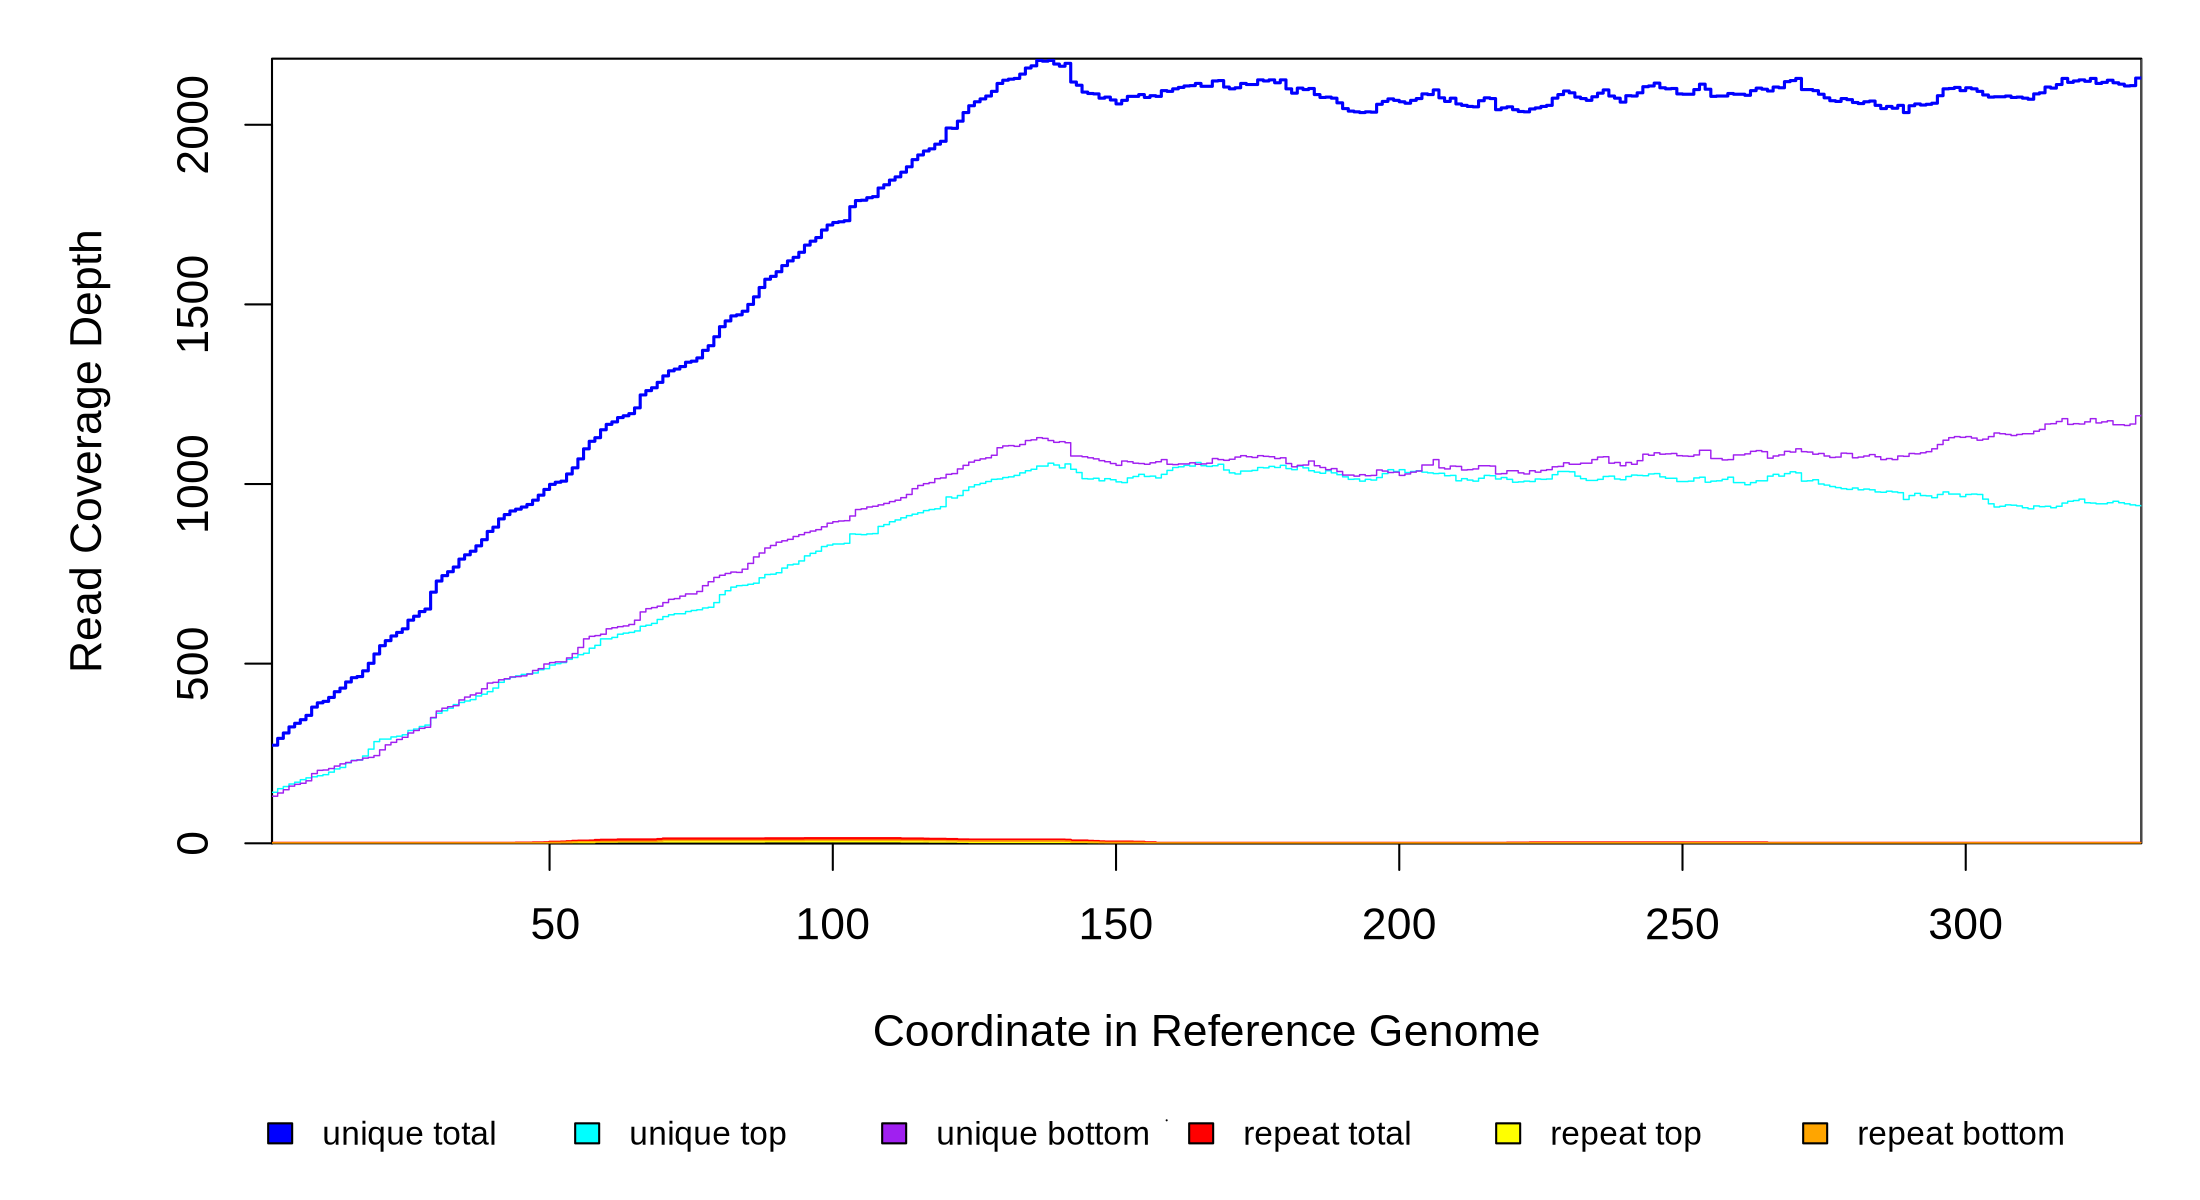 Read Coverage Depth
2000
1500
1000
500
0
50 100 150 200 250 300
Coordinate in Reference Genome
unique total unique top unique bottom repeat total repeat top repeat bottom